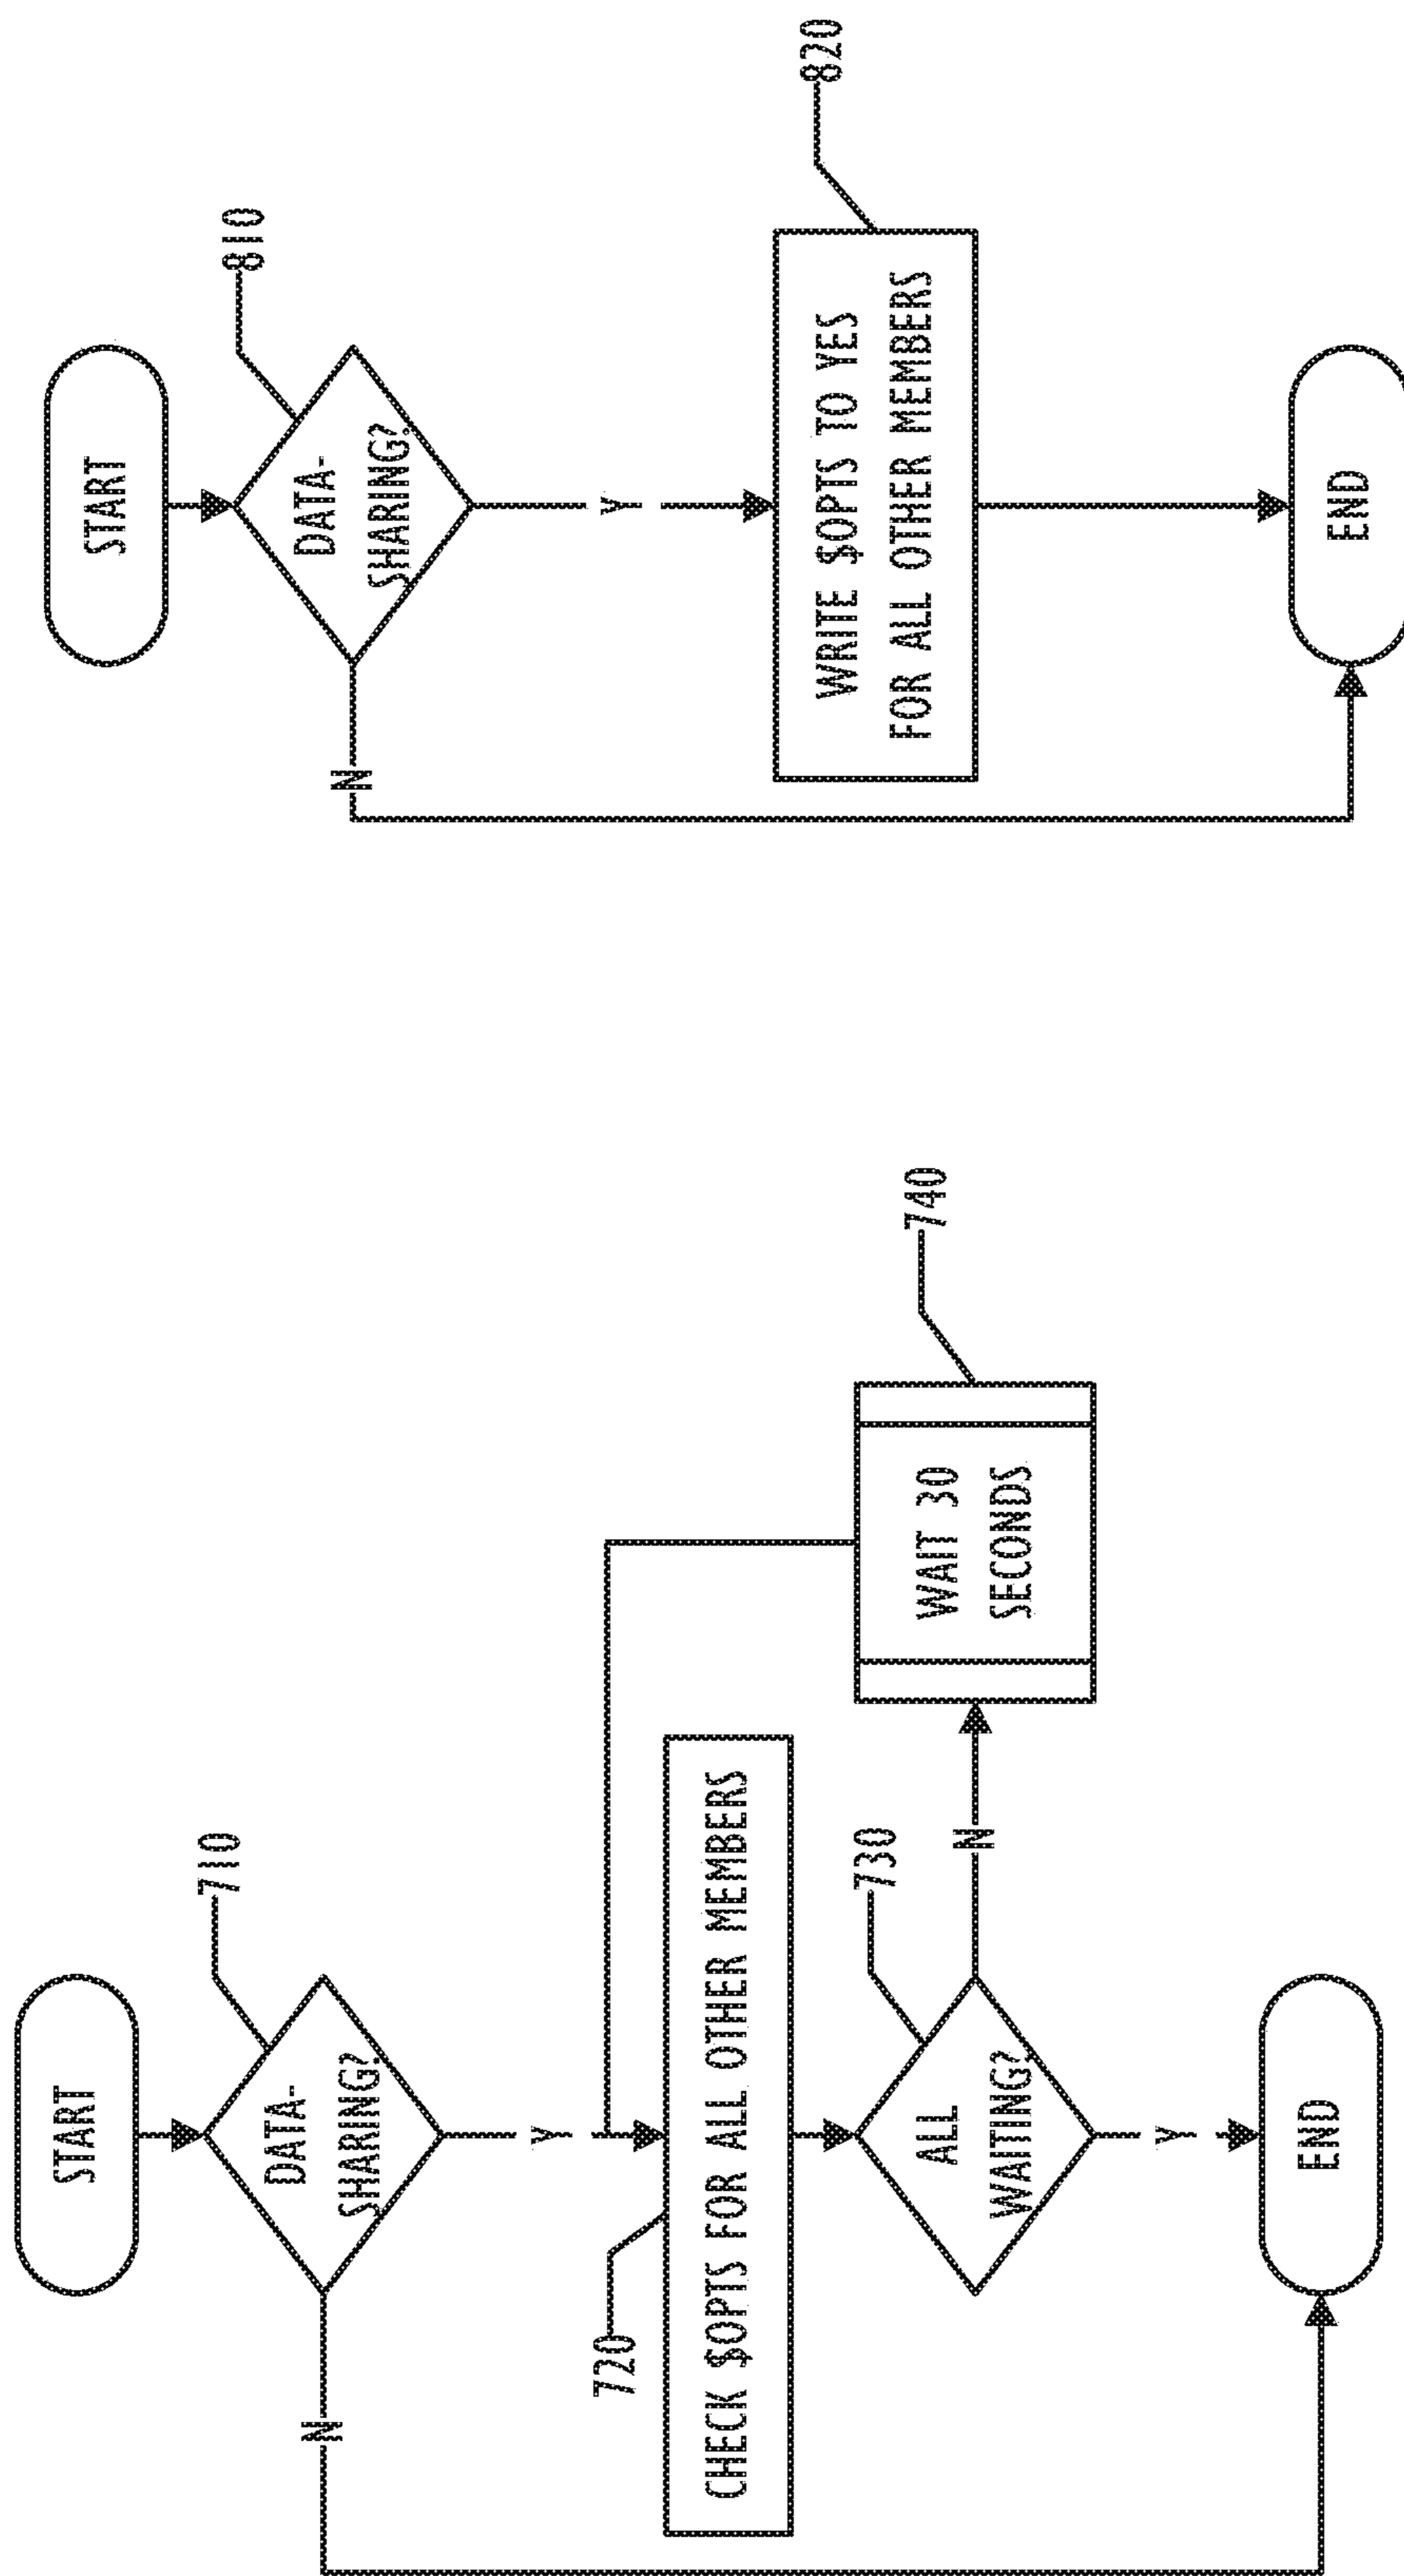 START
710
DATA-
SHARING?
N
Y
720
CHECK $OPTS FOR ALL OTHER MEMBERS
730
ALL
WAITING?
N
740
WAIT 30
SECONDS
Y
END
START
810
DATA-
SHARING?
N
Y
820
WRITE $OPTS TO YES
FOR ALL OTHER MEMBERS
END